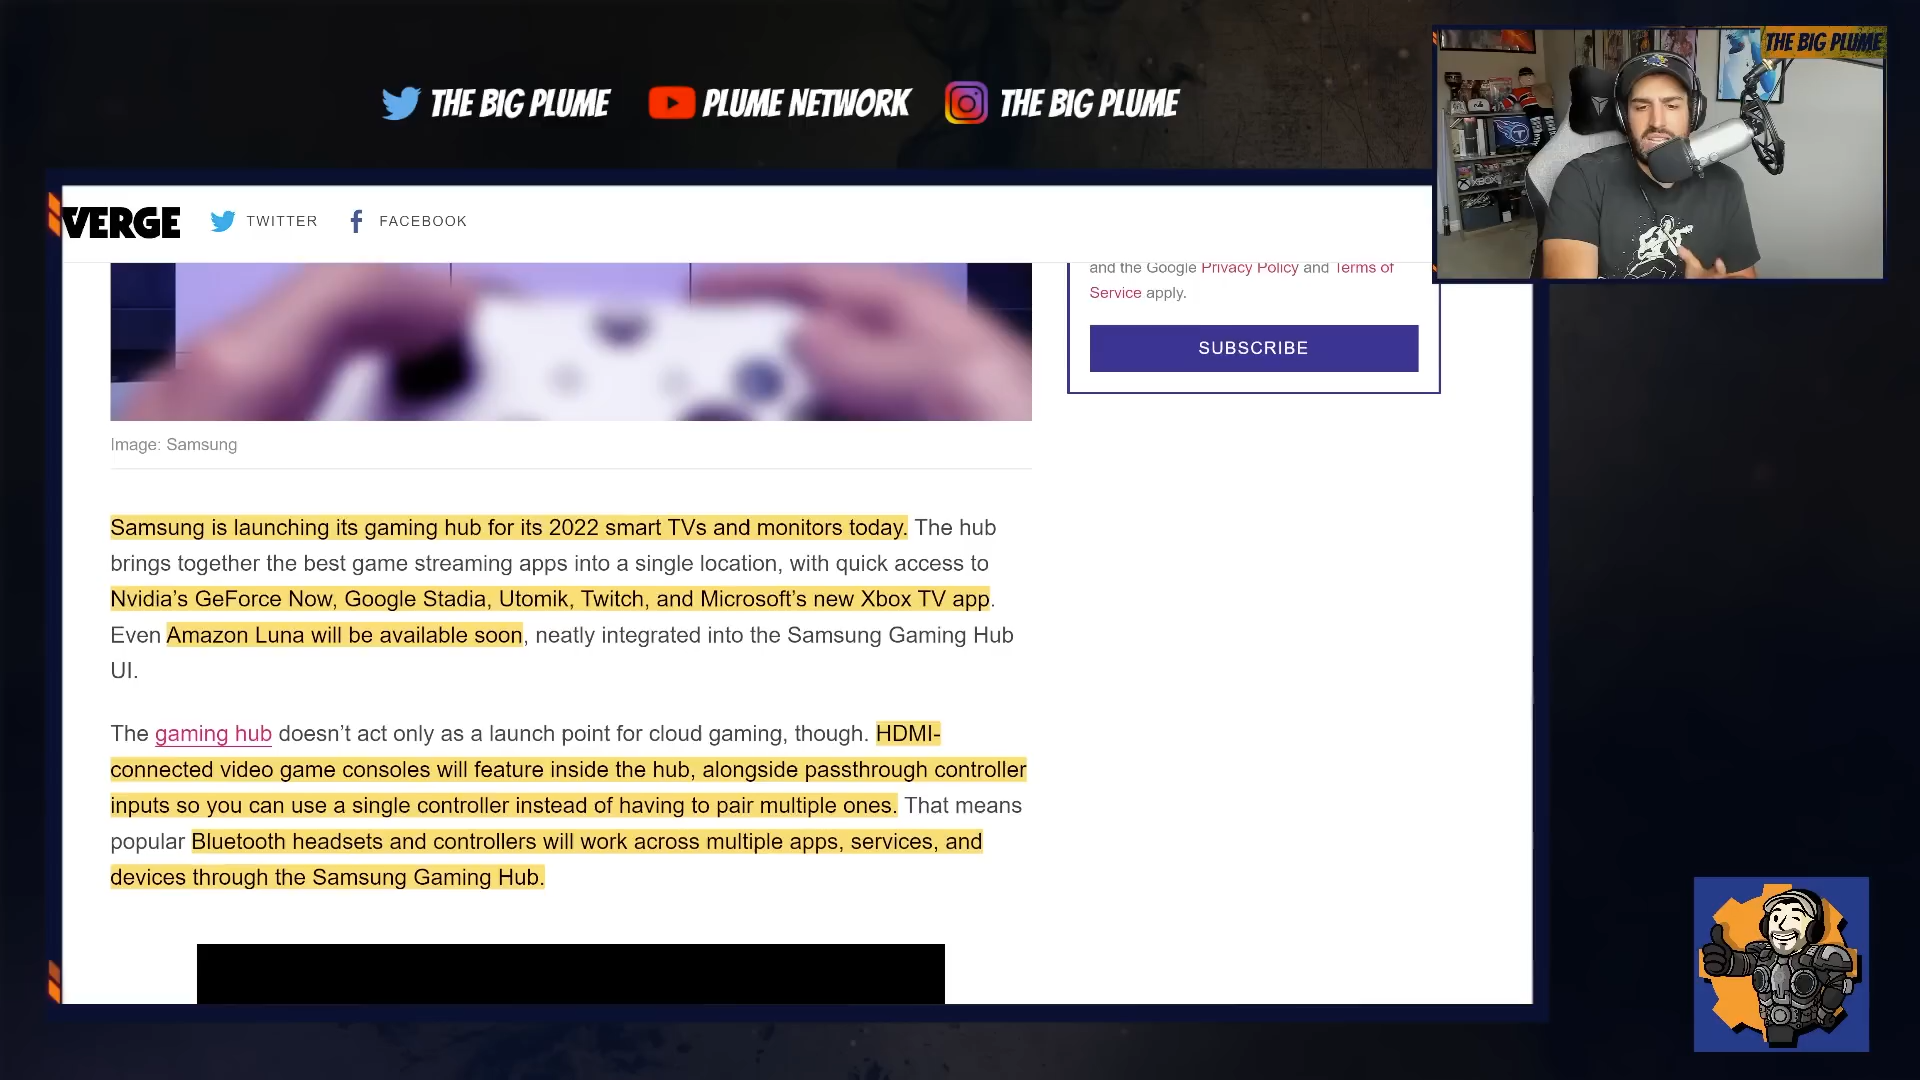 THE BIG PLUME
PLUME NETWORK
THE BIG PLUME
THE BIG PLUME
XBOX
VERGE
TWITTER
FACEBOOK
and the Google Privacy Policy and Terms of
Service apply.
SUBSCRIBE
Image: Samsung
Samsung is launching its gaming hub for its 2022 smart TVs and monitors today. The hub
brings together the best game streaming apps into a single location, with quick access to
Nvidia’s GeForce Now, Google Stadia, Utomik, Twitch, and Microsoft’s new Xbox TV app.
Even Amazon Luna will be available soon, neatly integrated into the Samsung Gaming Hub
UI.
The gaming hub doesn’t act only as a launch point for cloud gaming, though. HDMI-
connected video game consoles will feature inside the hub, alongside passthrough controller
inputs so you can use a single controller instead of having to pair multiple ones. That means
popular Bluetooth headsets and controllers will work across multiple apps, services, and
devices through the Samsung Gaming Hub.